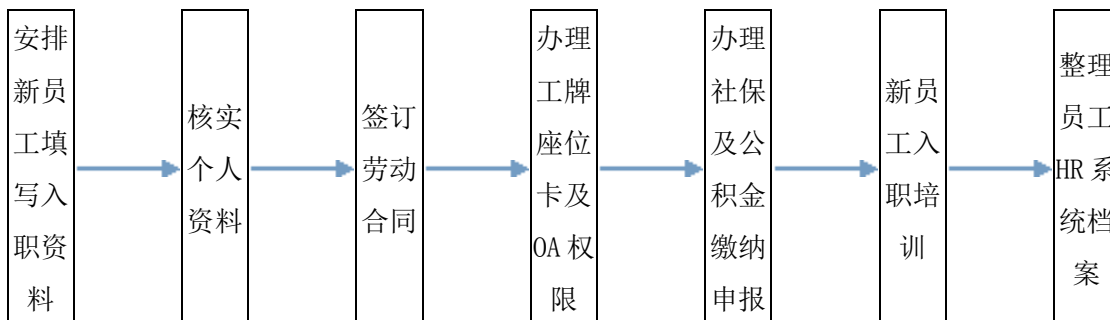 安排
新员
工填
写入
职资
料
核实
个人
资料
签订
劳动
合同
办理
工牌
座位
卡及
OA 权
限
办理
社保
及公
积金
缴纳
申报
新员
工入
职培
训
整理
员工
HR 系
统档
案